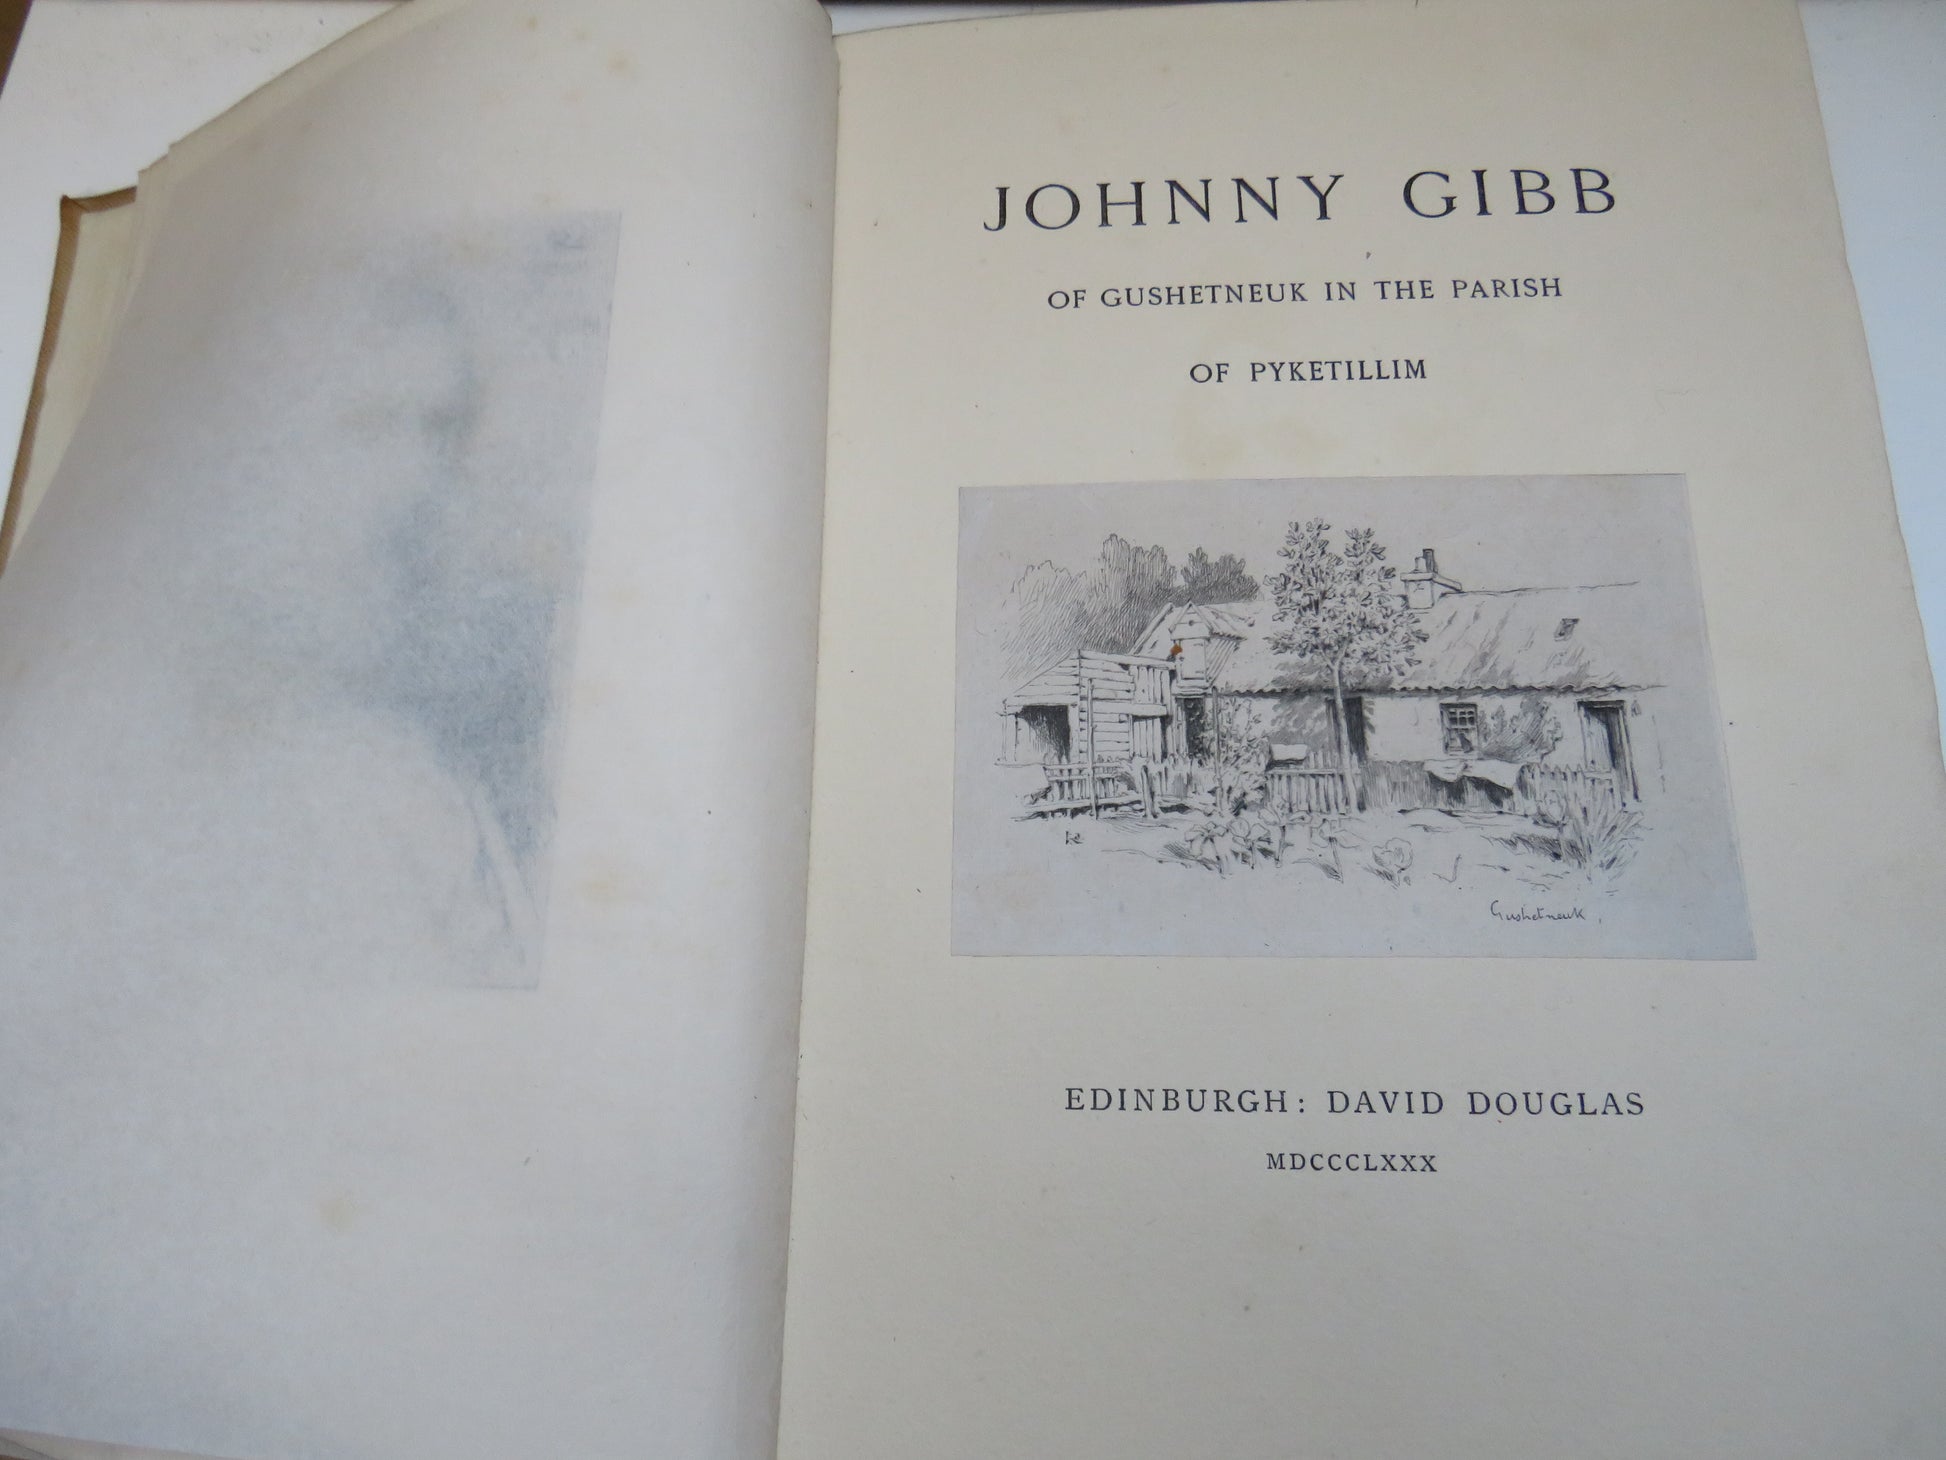 JOHNNY GIBB
OF GUSHETNEUK IN THE PARISH
OF PYKETILLIM
Gushetneuk.
EDINBURGH: DAVID DOUGLAS
MDCCCLXXX